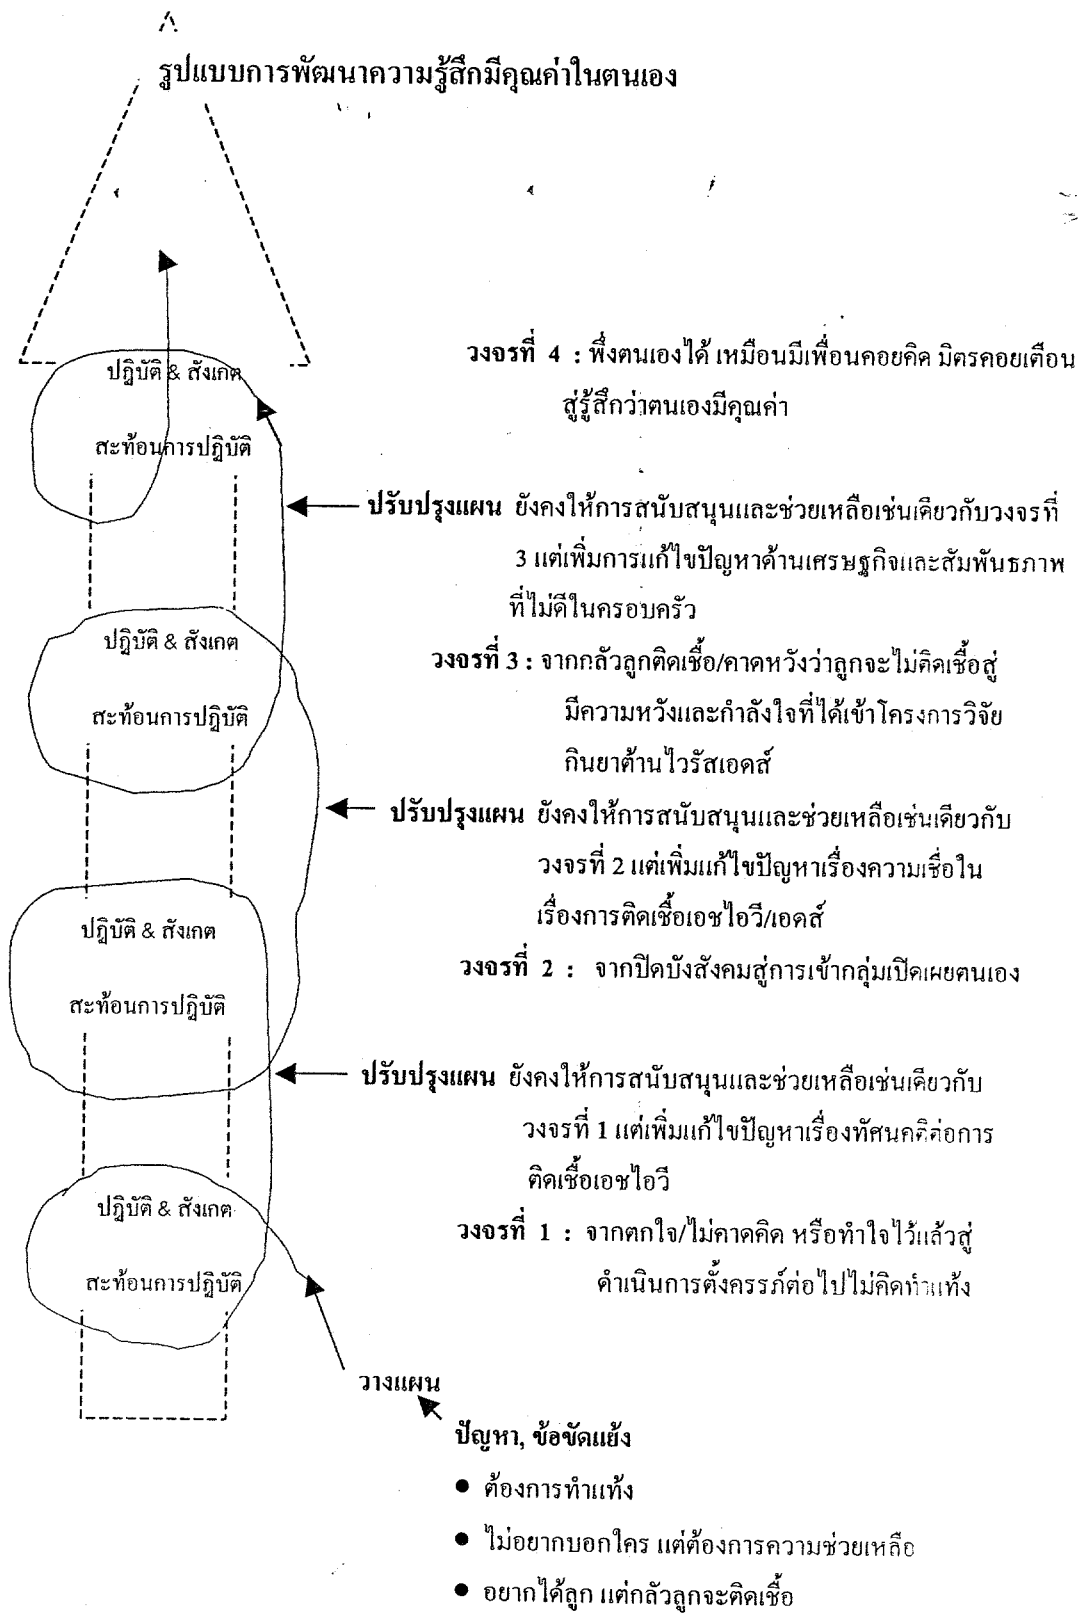 รูปแบบการพัฒนาความรู้สึกมีคุณค่าในตนเอง
ปฏิบัติ & สังเกต
สะท้อนการปฏิบัติ
วงจรที่ 4 : พึ่งตนเองได้ เหมือนมีเพื่อนคอยคิด มิตรคอยเตือน
สู่รู้สึกว่าตนเองมีคุณค่า
ปรับปรุงแผน ยังคงให้การสนับสนุนและช่วยเหลือเช่นเดียวกับวงจรที่
3 แต่เพิ่มการแก้ไขปัญหาด้านเศรษฐกิจและสัมพันธภาพ
ที่ไม่ดีในครอบครัว
ปฏิบัติ & สังเกต
สะท้อนการปฏิบัติ
วงจรที่ 3 : จากกลัวลูกติดเชื้อ/คาดหวังว่าลูกจะไม่ติดเชื้อสู่
มีความหวังและกำลังใจที่ได้เข้าโครงการวิจัย
กินยาต้านไวรัสเอดส์
ปรับปรุงแผน ยังคงให้การสนับสนุนและช่วยเหลือเช่นเดียวกับ
วงจรที่ 2 แต่เพิ่มแก้ไขปัญหาเรื่องความเชื่อใน
เรื่องการติดเชื้อเอชไอวี/เอดส์
ปฏิบัติ & สังเกต
สะท้อนการปฏิบัติ
วงจรที่ 2 : จากปิดบังสังคมสู่การเข้ากลุ่มเปิดเผยตนเอง
ปรับปรุงแผน ยังคงให้การสนับสนุนและช่วยเหลือเช่นเดียวกับ
วงจรที่ 1 แต่เพิ่มแก้ไขปัญหาเรื่องทัศนคติต่อการ
ติดเชื้อเอชไอวี
ปฏิบัติ & สังเกต
สะท้อนการปฏิบัติ
วงจรที่ 1 : จากตกใจ/ไม่คาดคิด หรือทำใจไว้แล้วสู่
ดำเนินการตั้งครรภ์ต่อไปไม่คิดทำแท้ง
วางแผน
ปัญหา, ข้อขัดแย้ง
● ต้องการทำแท้ง
● ไม่อยากบอกใคร แต่ต้องการความช่วยเหลือ
● อยากได้ลูก แต่กลัวลูกจะติดเชื้อ